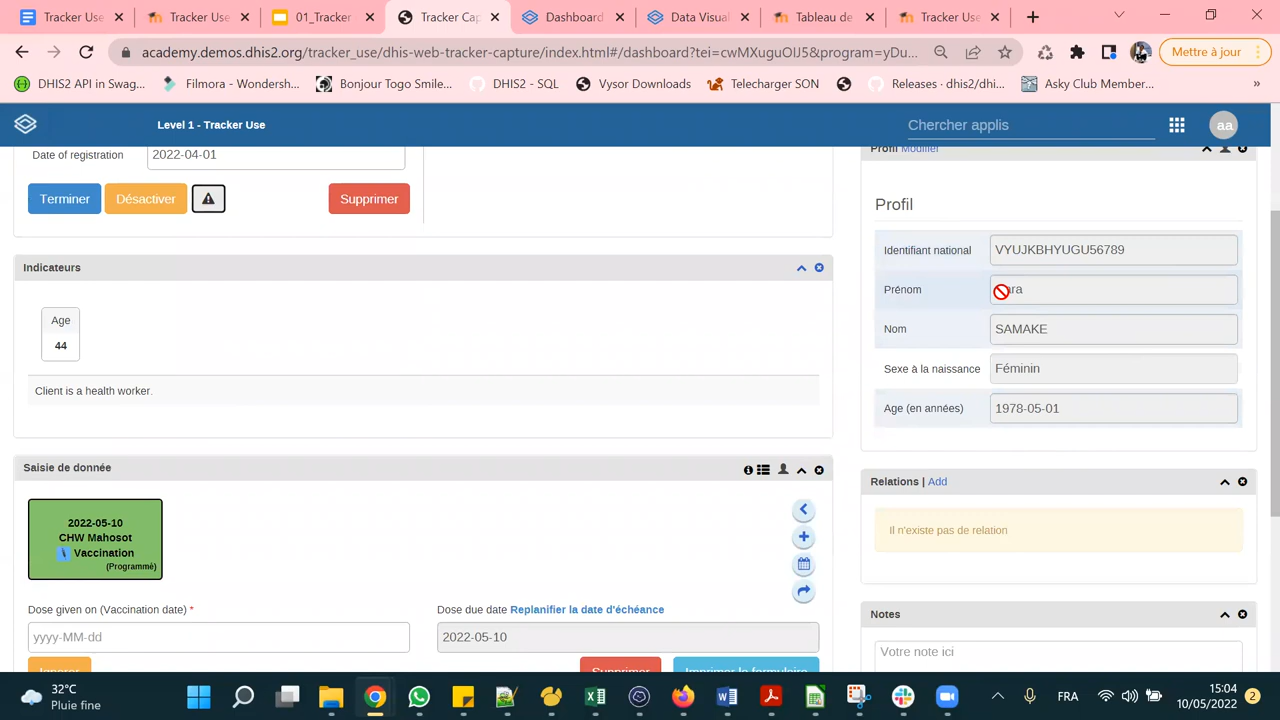 Tracker Use
Tracker Use
01_Tracker
Tracker Cap
Dashboard
Data Visual
Tableau de
Tracker Use
academy.demos.dhis2.org/tracker_use/dhis-web-tracker-capture/index.html#/dashboard?tei=cwMXuguOIJ5&program=yDu...
Mettre à jour
DHIS2 API in Swag...
Filmora - Wondersh...
Bonjour Togo Smile...
DHIS2 - SQL
Vysor Downloads
Telecharger SON
Releases · dhis2/dhi...
Asky Club Member...
»
Level 1 - Tracker Use
Chercher applis
aa
Date of registration
2022-04-01
Terminer
Désactiver
Supprimer
Indicateurs
Age
44
Client is a health worker.
Saisie de donnée
2022-05-10
CHW Mahosot
Vaccination
(Programmé)
Dose given on (Vaccination date) *
yyyy-MM-dd
Dose due date Replanifier la date d'échéance
2022-05-10
Ignorer
Supprimer
Imprimer le formulaire
Profil Modifier
Profil
Identifiant national
VYUJKBHYUGU56789
Prénom
Nom
SAMAKE
Sexe à la naissance
Féminin
Age (en années)
1978-05-01
Relations | Add
Il n'existe pas de relation
Notes
Votre note ici
32°C
Pluie fine
FRA
15:04
10/05/2022
2